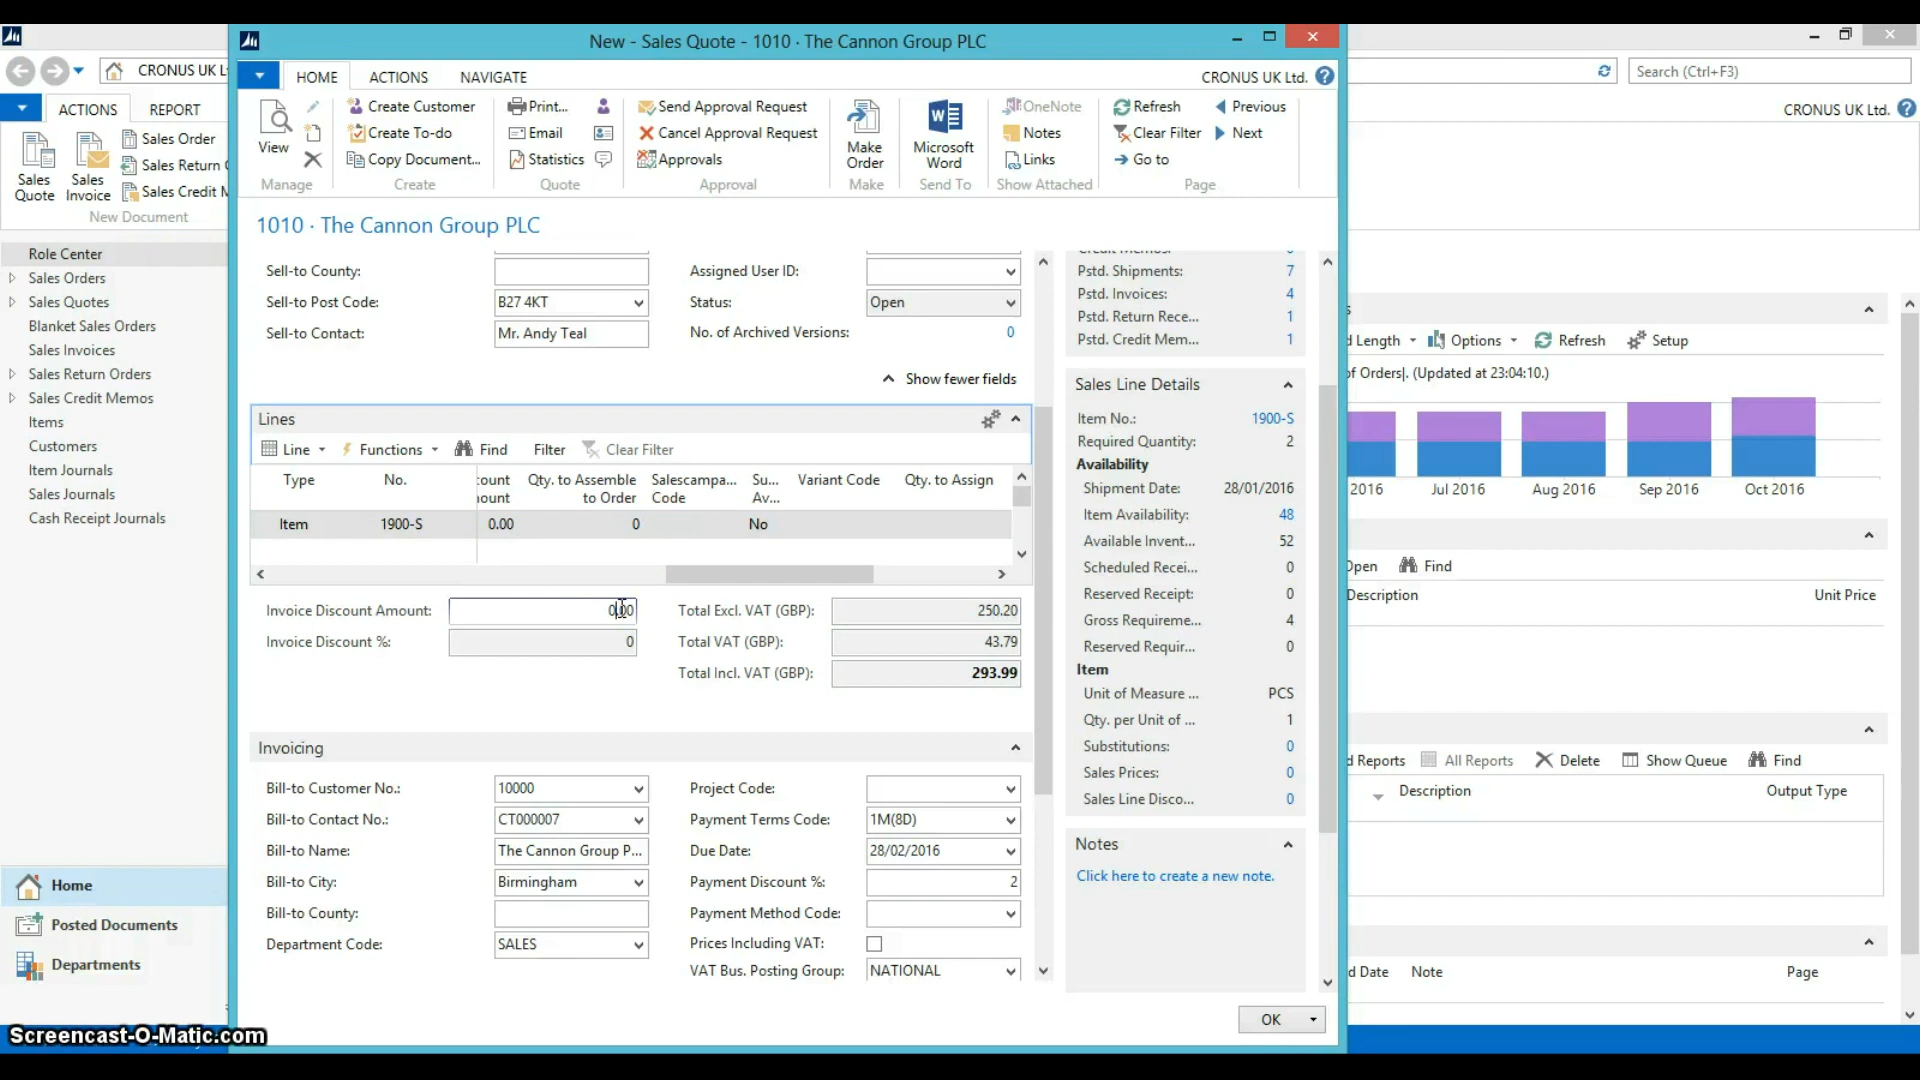 New - Sales Quote - 1010 · The Cannon Group PLC
CRONUS UK L
Search (Ctrl+F3)
HOME
ACTIONS
NAVIGATE
CRONUS UK Ltd.
ACTIONS
REPORT
CRONUS UK Ltd.
Sales Quote
Sales Invoice
Sales Order
Sales Return
Sales Credit M
New Document
View
Manage
Create Customer
Create To-do
Copy Document...
Create
Print...
Email
Statistics
Quote
Send Approval Request
Cancel Approval Request
Approvals
Approval
Make Order
Make
Microsoft Word
Send To
OneNote
Notes
Links
Show Attached
Refresh
Clear Filter
Go to
Previous
Next
Page
1010 · The Cannon Group PLC
Role Center
Sales Orders
Sales Quotes
Blanket Sales Orders
Sales Invoices
Sales Return Orders
Sales Credit Memos
Items
Customers
Item Journals
Sales Journals
Cash Receipt Journals
Home
Posted Documents
Departments
Sell-to County:
Sell-to Post Code: B27 4KT
Sell-to Contact: Mr. Andy Teal
Assigned User ID:
Status: Open
No. of Archived Versions: 0
Show fewer fields
Lines
Line
Functions
Find
Filter
Clear Filter
Type
No.
count
nount
Qty. to Assemble to Order
Salescampa... Code
Su... Av...
Variant Code
Qty. to Assign
Item 1900-S 0.00 0 No
Invoice Discount Amount: 0.00
Invoice Discount %: 0
Total Excl. VAT (GBP): 250.20
Total VAT (GBP): 43.79
Total Incl. VAT (GBP): 293.99
Invoicing
Bill-to Customer No.: 10000
Bill-to Contact No.: CT000007
Bill-to Name: The Cannon Group P...
Bill-to City: Birmingham
Bill-to County:
Department Code: SALES
Project Code:
Payment Terms Code: 1M(8D)
Due Date: 28/02/2016
Payment Discount %: 2
Payment Method Code:
Prices Including VAT:
VAT Bus. Posting Group: NATIONAL
Pstd. Shipments: 7
Pstd. Invoices: 4
Pstd. Return Rece... 1
Pstd. Credit Mem... 1
Sales Line Details
Item No.: 1900-S
Required Quantity: 2
Availability
Shipment Date: 28/01/2016
Item Availability: 48
Available Invent... 52
Scheduled Recei... 0
Reserved Receipt: 0
Gross Requireme... 4
Reserved Requir... 0
Item
Unit of Measure ... PCS
Qty. per Unit of ... 1
Substitutions: 0
Sales Prices: 0
Sales Line Disco... 0
Notes
Click here to create a new note.
OK
s
d Length
Options
Refresh
Setup
of Orders|. (Updated at 23:04:10.)
2016
Jul 2016
Aug 2016
Sep 2016
Oct 2016
Open
Find
Description
Unit Price
d Reports
All Reports
Delete
Show Queue
Find
Description
Output Type
d Date
Note
Page
Screencast-O-Matic.com